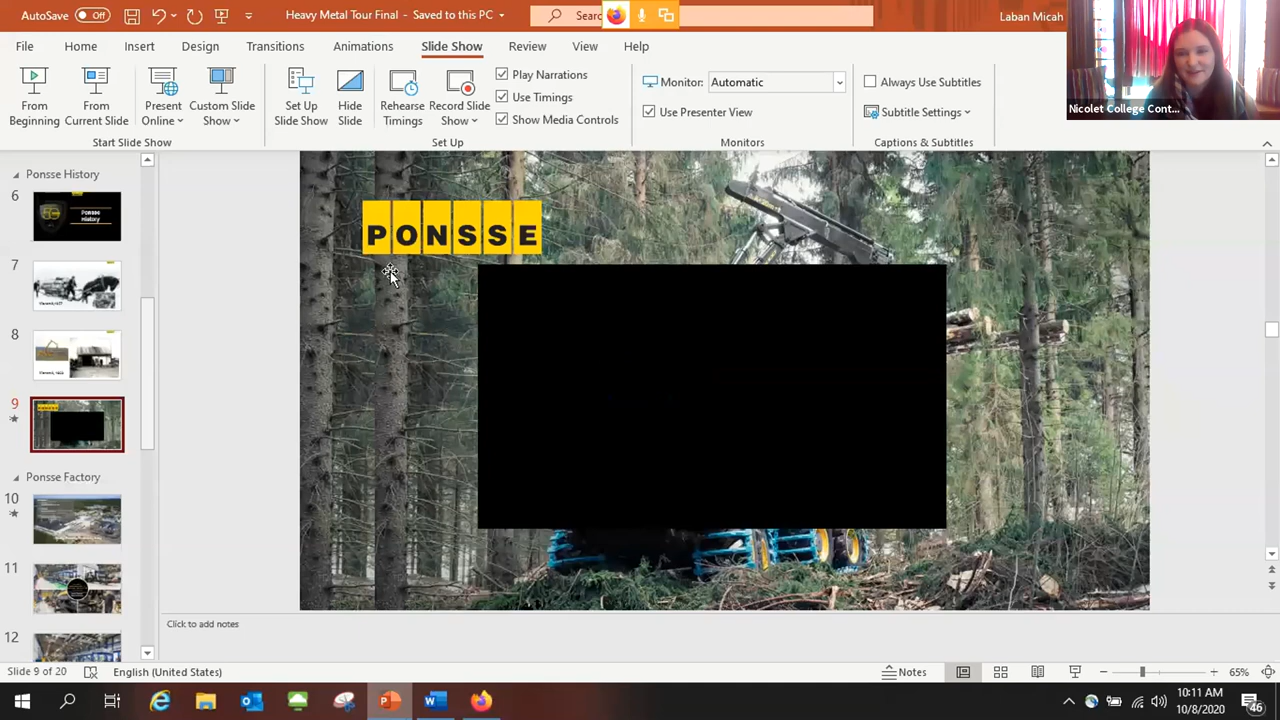 AutoSave Off Heavy Metal Tour Final - Saved to this PC Searc Laban Micah
File Home Insert Design Transitions Animations Slide Show Review View Help
From Beginning
From Current Slide
Present Online
Custom Slide Show
Start Slide Show
Set Up Slide Show
Hide Slide
Rehearse Timings
Record Slide Show
Play Narrations
Use Timings
Show Media Controls
Set Up
Monitor: Automatic
Use Presenter View
Monitors
Always Use Subtitles
Subtitle Settings
Captions & Subtitles
Nicolet College Cont...
Ponsse History
6
Ponsse
History
7
8
9
Ponsse Factory
10
11
12
PONSSE
Click to add notes
Slide 9 of 20 English (United States) Notes 65%
10:11 AM
10/8/2020
46